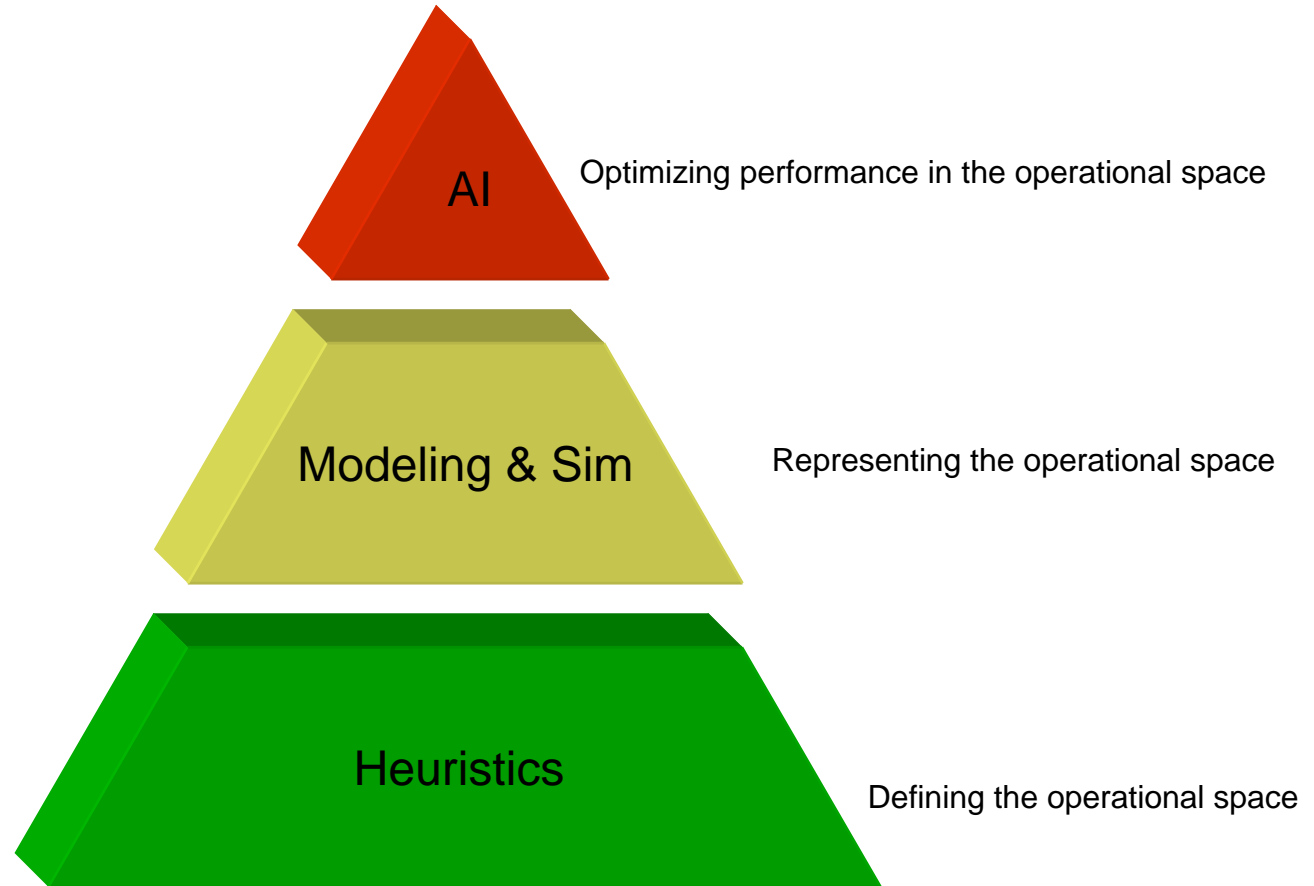 AI
Optimizing performance in the operational space
Modeling & Sim
Representing the operational space
Heuristics
Defining the operational space